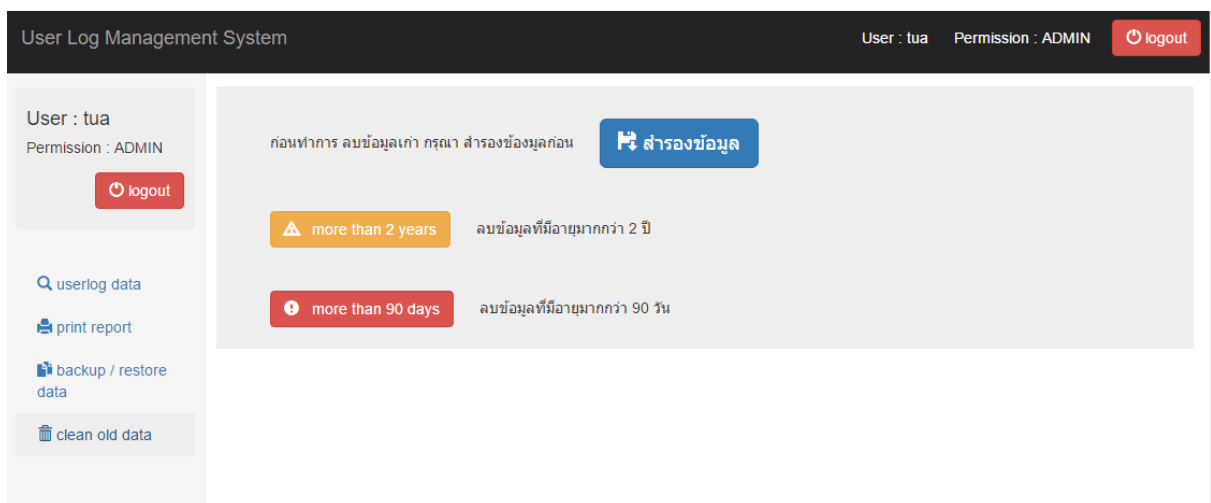 User Log Management System
User : tua Permission : ADMIN logout
User : tua
Permission : ADMIN
logout
userlog data
print report
backup / restore
data
clean old data
ก่อนทำการ ลบข้อมูลเก่า กรุณา สำรองข้องมูลก่อน สำรองข้อมูล
more than 2 years ลบข้อมูลที่มีอายุมากกว่า 2 ปี
more than 90 days ลบข้อมูลที่มีอายุมากกว่า 90 วัน